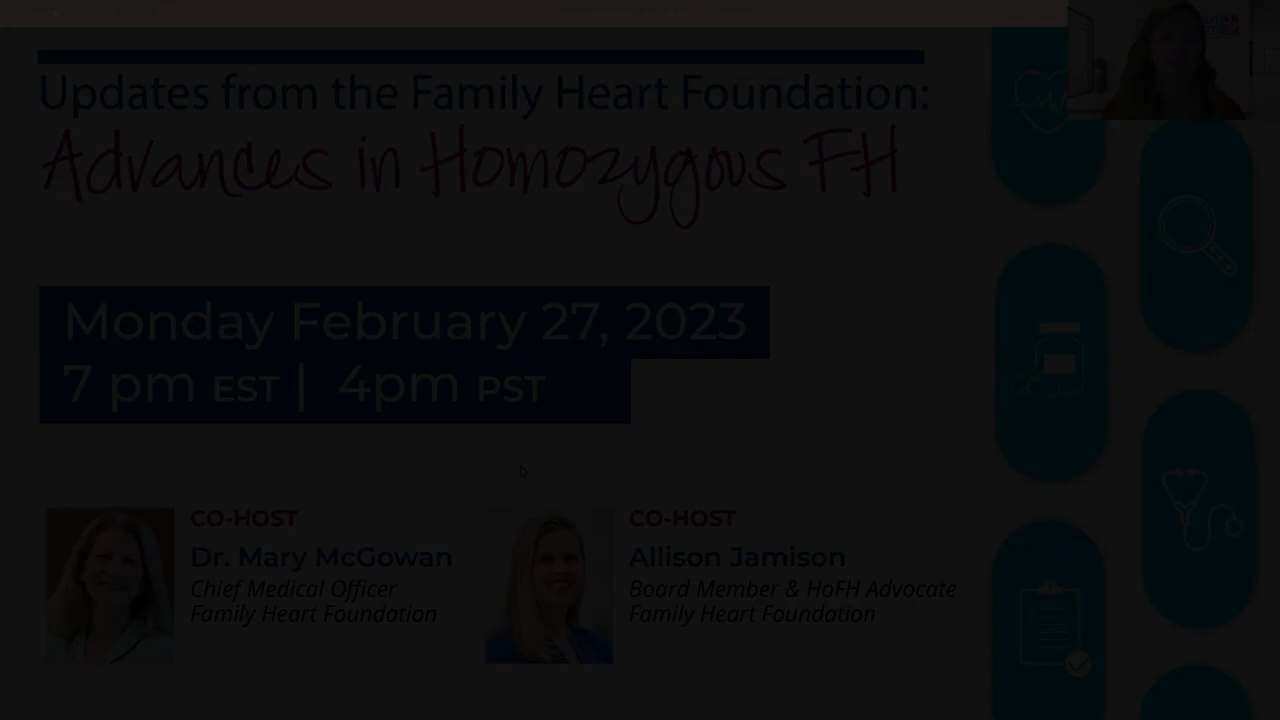 Updates from the Family Heart Foundation:
Advances in Homozygous FH
Monday February 27, 2023
7 pm EST | 4pm PST
CO-HOST
Dr. Mary McGowan
Chief Medical Officer
Family Heart Foundation
CO-HOST
Allison Jamison
Board Member & HoFH Advocate
Family Heart Foundation